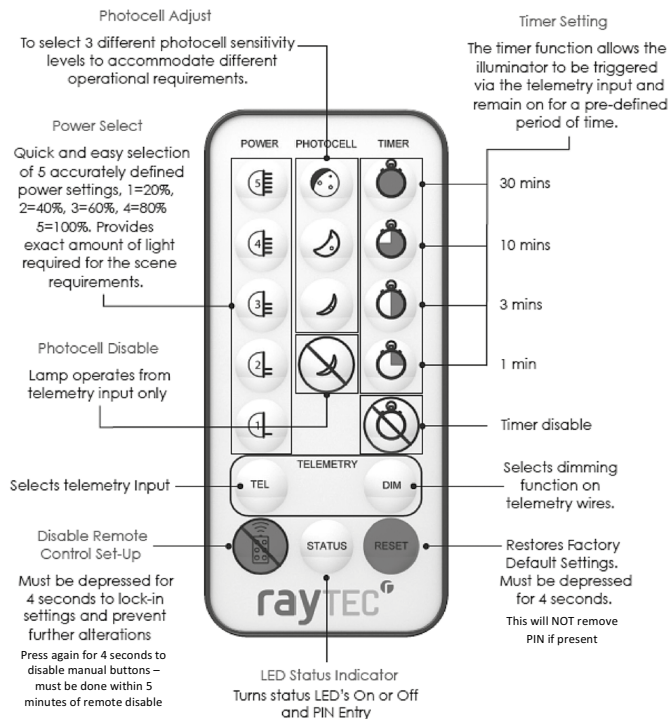 Photocell Adjust
To select 3 different photocell sensitivity
levels to accommodate different
operational requirements.
Timer Setting
The timer function allows the
illuminator to be triggered
via the telemetry input and
remain on for a pre-defined
period of time.
Power Select
Quick and easy selection
of 5 accurately defined
power settings, 1=20%,
2=40%, 3=60%, 4=80%
5=100%. Provides
exact amount of light
required for the scene
requirements.
Photocell Disable
Lamp operates from
telemetry input only
Selects telemetry Input
Disable Remote
Control Set-Up
Must be depressed for
4 seconds to lock-in
settings and prevent
further alterations
Press again for 4 seconds to
disable manual buttons –
must be done within 5
minutes of remote disable
POWER PHOTOCELL TIMER
5
4
3
2
1
TELEMETRY
TEL DIM
STATUS RESET
rayTEC r
30 mins
10 mins
3 mins
1 min
Timer disable
Selects dimming
function on
telemetry wires.
Restores Factory
Default Settings.
Must be depressed
for 4 seconds.
This will NOT remove
PIN if present
LED Status Indicator
Turns status LED's On or Off
and PIN Entry